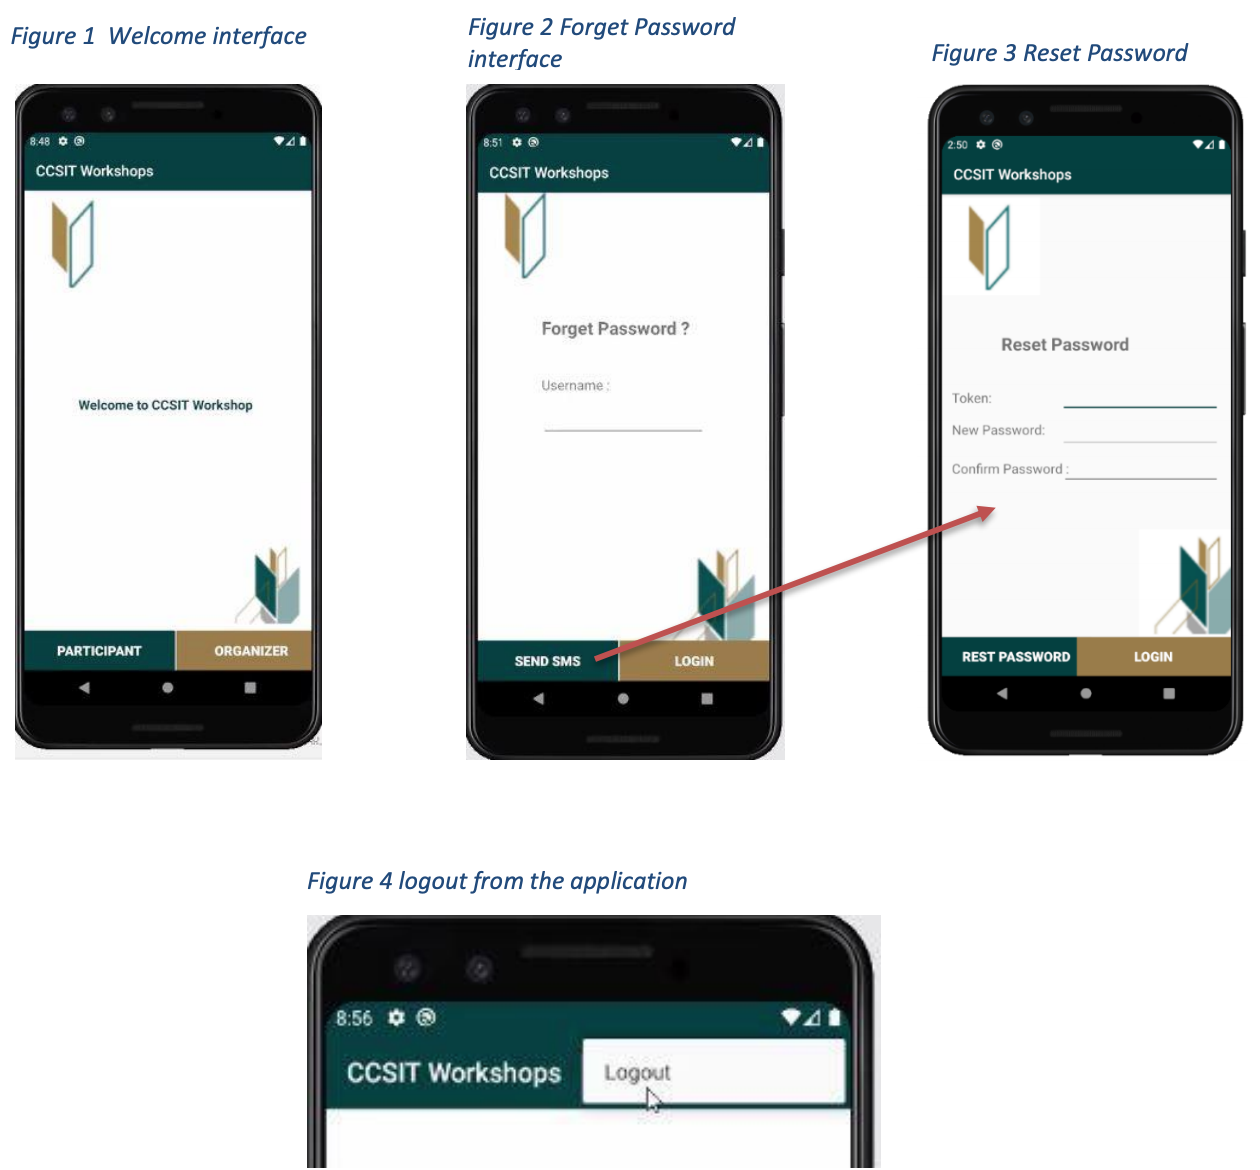 Figure 1  Welcome interface
Figure 2 Forget Password
interface
Figure 3 Reset Password
8:48
CCSIT Workshops
Welcome to CCSIT Workshop
PARTICIPANT
ORGANIZER
8:51
CCSIT Workshops
Forget Password ?
Username :
SEND SMS
LOGIN
2:50
CCSIT Workshops
Reset Password
Token:
New Password:
Confirm Password :
REST PASSWORD
LOGIN
Figure 4 logout from the application
8:56
CCSIT Workshops
Logout